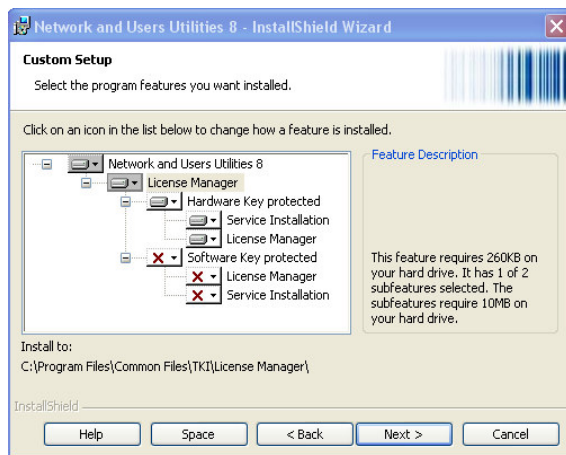 Network and Users Utilities 8 - InstallShield Wizard
Custom Setup
Select the program features you want installed.
Click on an icon in the list below to change how a feature is installed.
Network and Users Utilities 8
License Manager
Hardware Key protected
Service Installation
License Manager
Software Key protected
License Manager
Service Installation
Feature Description
This feature requires 260KB on
your hard drive. It has 1 of 2
subfeatures selected. The
subfeatures require 10MB on
your hard drive.
Install to:
C:\Program Files\Common Files\TKI\License Manager\
InstallShield
Help
Space
< Back
Next >
Cancel